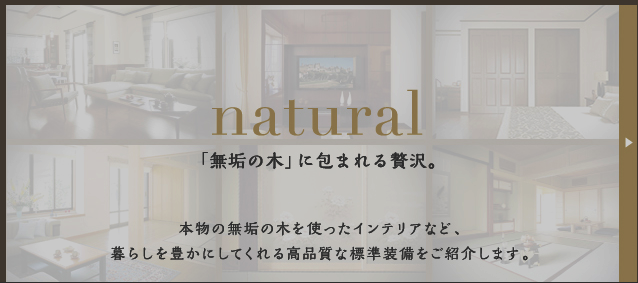 natural
「無垢の木」に包まれる贅沢。
本物の無垢の木を使ったインテリアなど、
暮らしを豊かにしてくれる高品質な標準装備をご紹介します。